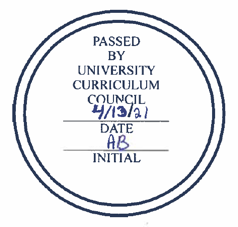 PASSED
BY
UNIVERSITY
CURRICULUM
COUNCIL
4/13/21
DATE
AB
INITIAL